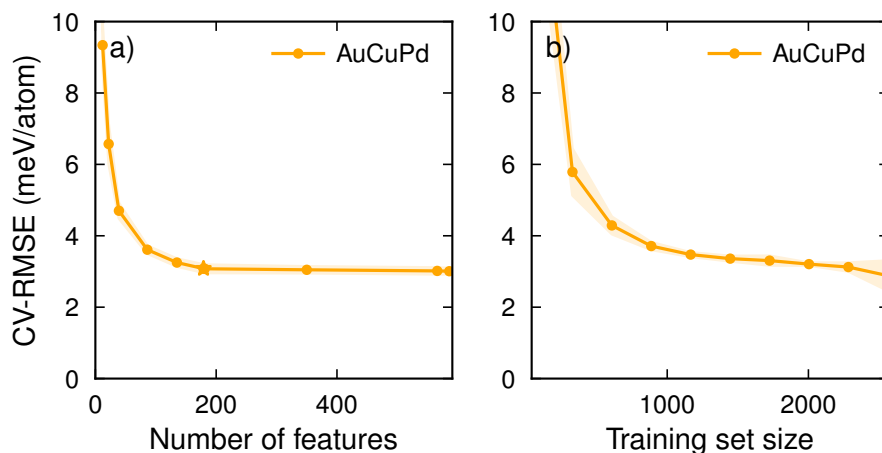 10
8
6
4
2
0
0
200
400
CV-RMSE (meV/atom)
Number of features
a)
AuCuPd
10
8
6
4
2
0
1000
2000
Training set size
b)
AuCuPd